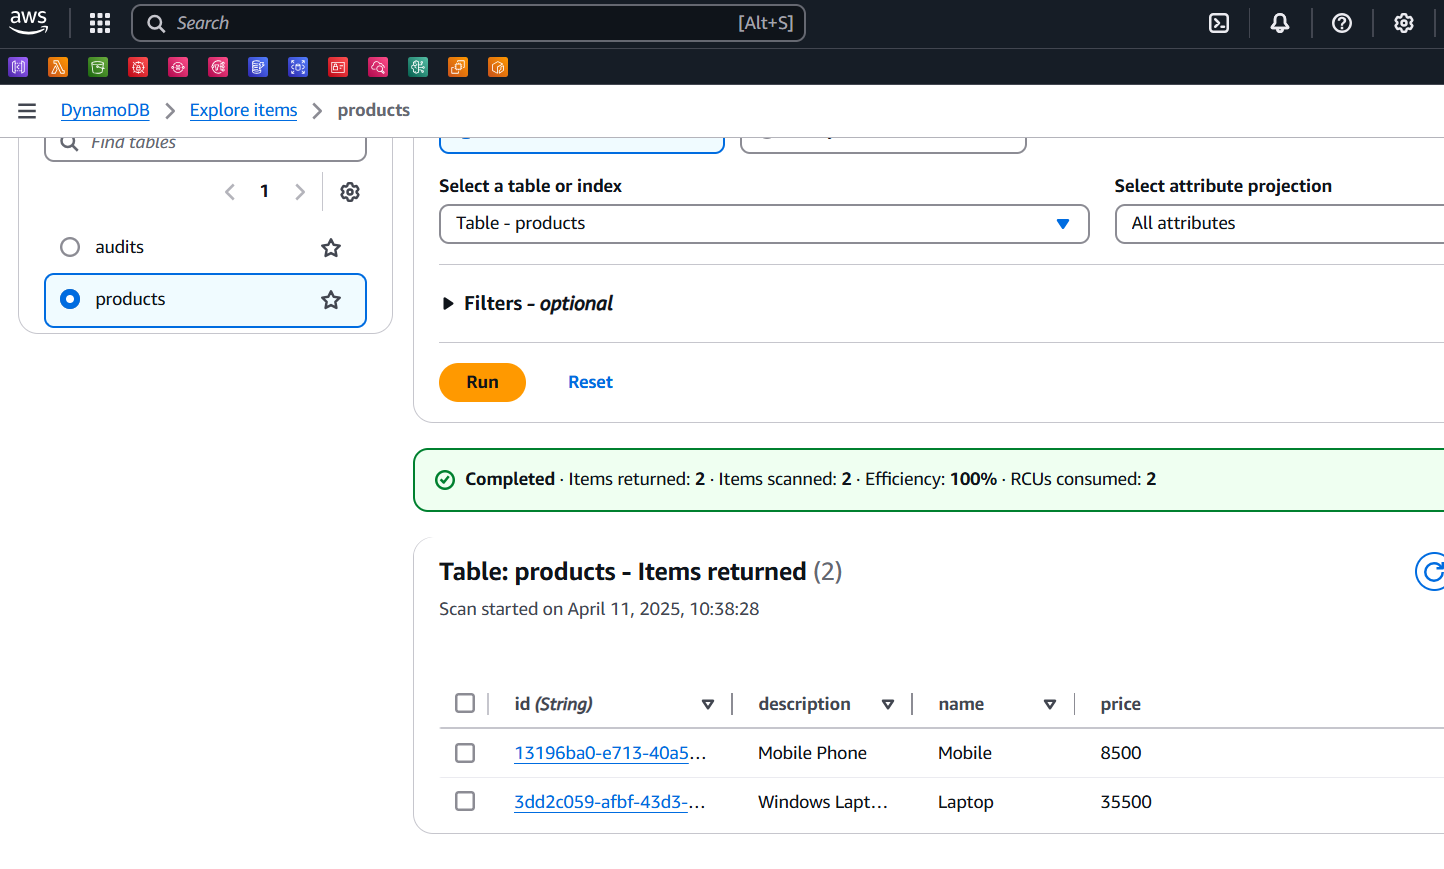 aws
Search [Alt+S]
DynamoDB Explore items products
Find tables
1
audits
products
Select a table or index
Table - products
Select attribute projection
All attributes
Filters - optional
Run Reset
Completed · Items returned: 2 · Items scanned: 2 · Efficiency: 100% · RCUs consumed: 2
Table: products - Items returned (2)
Scan started on April 11, 2025, 10:38:28
id (String) description name price
13196ba0-e713-40a5... Mobile Phone Mobile 8500
3dd2c059-afbf-43d3-... Windows Lapt... Laptop 35500